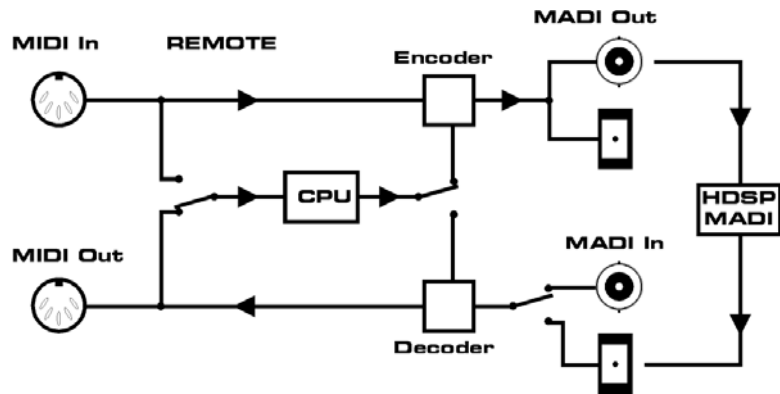 MADI Out
MIDI In
REMOTE
Encoder
CPU
HDSP
MADI
MIDI Out
MADI In
Decoder